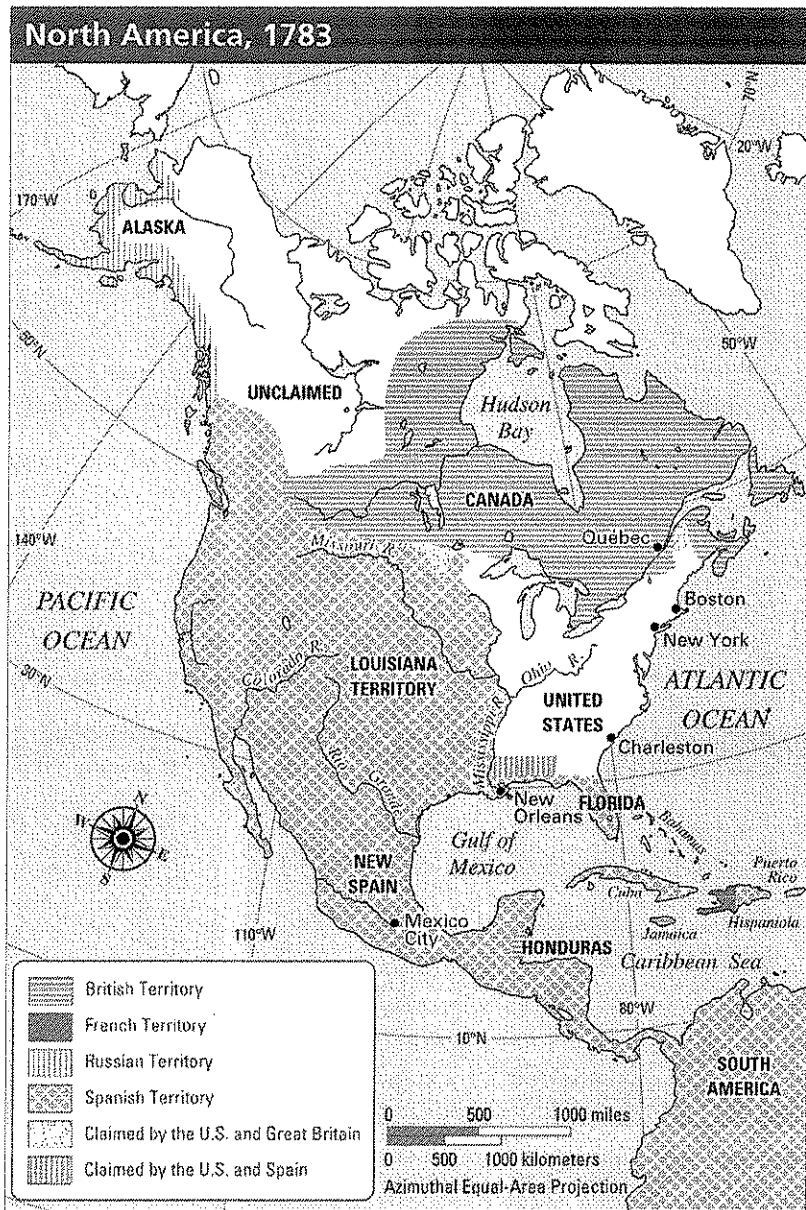 North America, 1783
70°N
20°W
170°W
ALASKA
50°N
50°W
UNCLAIMED
Hudson
Bay
CANADA
Quebec
140°W
Missouri R.
Boston
PACIFIC
OCEAN
New York
30°N
Colorado R.
LOUISIANA
TERRITORY
Ohio R.
ATLANTIC
OCEAN
UNITED
STATES
Mississippi R.
Rio Grande
Charleston
New
Orleans
FLORIDA
N
W
E
S
Gulf of
Mexico
Bahamas
NEW
SPAIN
Puerto
Rico
Cuba
Hispaniola
Jamaica
Mexico
City
110°W
HONDURAS
Caribbean Sea
80°W
10°N
SOUTH
AMERICA
British Territory
French Territory
Russian Territory
Spanish Territory
Claimed by the U.S. and Great Britain
Claimed by the U.S. and Spain
0 500 1000 miles
0 500 1000 kilometers
Azimuthal Equal-Area Projection